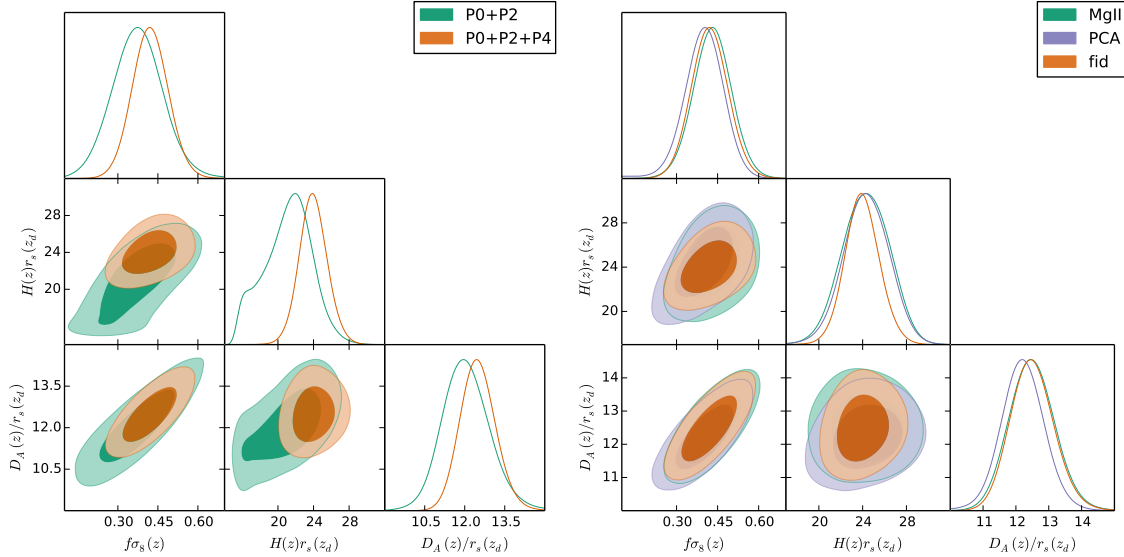 P0+P2
P0+P2+P4
28
24
20
H(z)r_s(z_d)
13.5
12.0
10.5
D_A(z)/r_s(z_d)
0.30 0.45 0.60
fσ_8(z)
20 24 28
H(z)r_s(z_d)
10.5 12.0 13.5
D_A(z)/r_s(z_d)
MgII
PCA
fid
28
24
20
H(z)r_s(z_d)
14
13
12
11
D_A(z)/r_s(z_d)
0.30 0.45 0.60
fσ_8(z)
20 24 28
H(z)r_s(z_d)
11 12 13 14
D_A(z)/r_s(z_d)